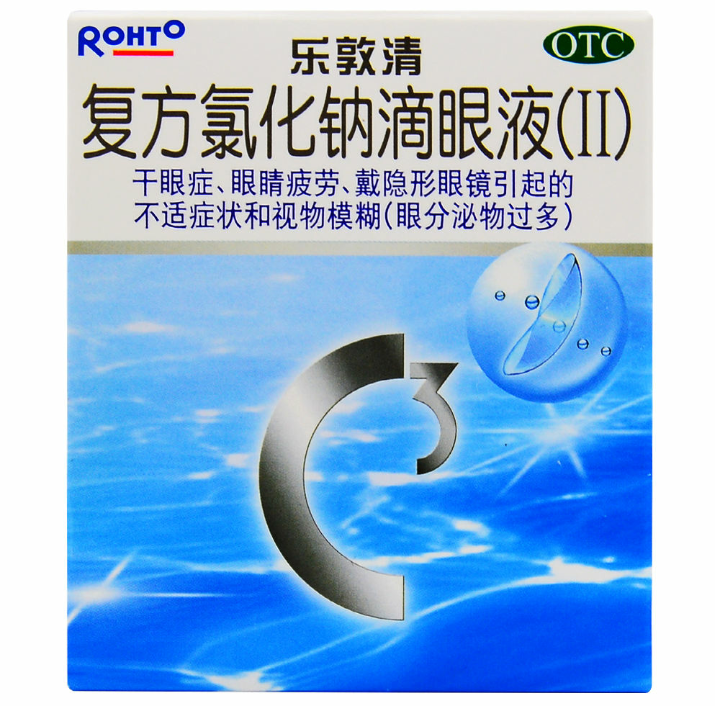 ROHTO
OTC
乐敦清
复方氯化钠滴眼液(II)
干眼症、眼睛疲劳、戴隐形眼镜引起的
不适症状和视物模糊(眼分泌物过多)
C3